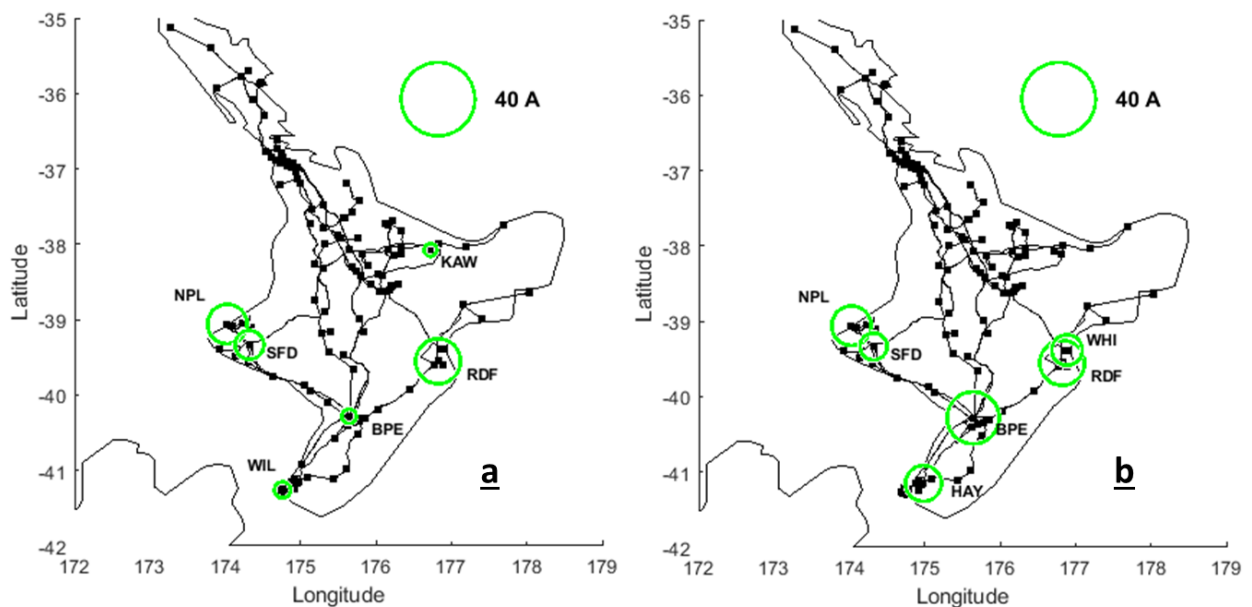 -35
-36
-37
-38
-39
-40
-41
-42
Latitude
172
173
174
175
176
177
178
179
Longitude
40 A
KAW
NPL
SFD
RDF
BPE
WIL
a
-35
-36
-37
-38
-39
-40
-41
-42
Latitude
172
173
174
175
176
177
178
179
Longitude
40 A
NPL
SFD
WHI
RDF
BPE
HAY
b